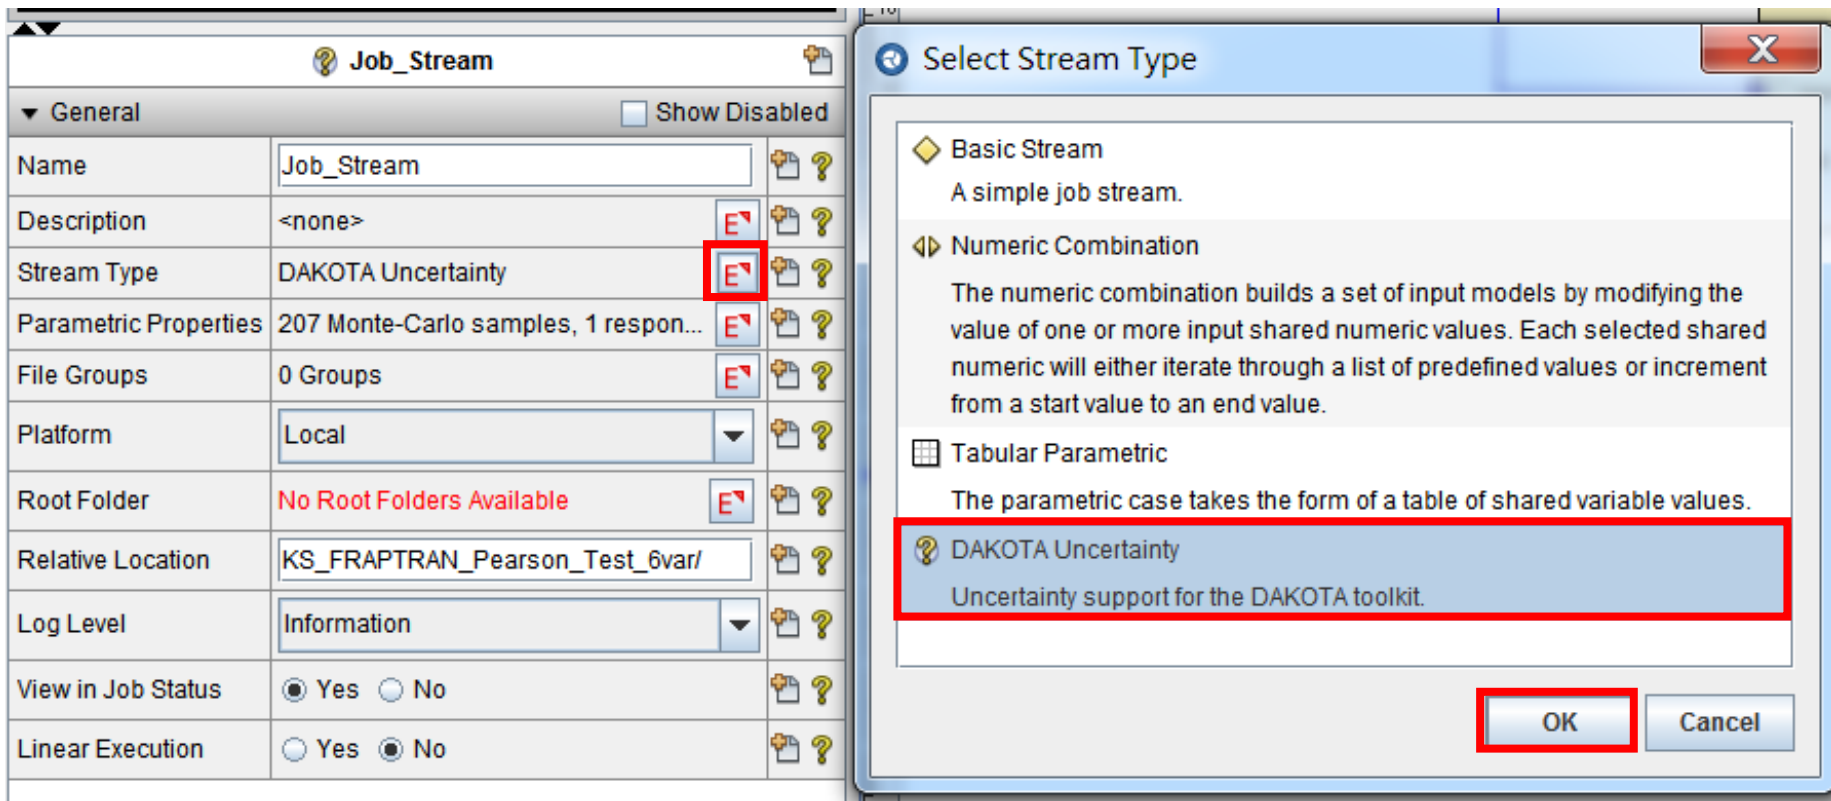 Job_Stream
General
Show Disabled
Name
Job_Stream
Description
<none>
E
Stream Type
DAKOTA Uncertainty
E
Parametric Properties
207 Monte-Carlo samples, 1 respon...
E
File Groups
0 Groups
E
Platform
Local
Root Folder
No Root Folders Available
E
Relative Location
KS_FRAPTRAN_Pearson_Test_6var/
Log Level
Information
View in Job Status
Yes
No
Linear Execution
Yes
No
Select Stream Type
X
Basic Stream
A simple job stream.
Numeric Combination
The numeric combination builds a set of input models by modifying the
value of one or more input shared numeric values. Each selected shared
numeric will either iterate through a list of predefined values or increment
from a start value to an end value.
Tabular Parametric
The parametric case takes the form of a table of shared variable values.
DAKOTA Uncertainty
Uncertainty support for the DAKOTA toolkit.
OK
Cancel